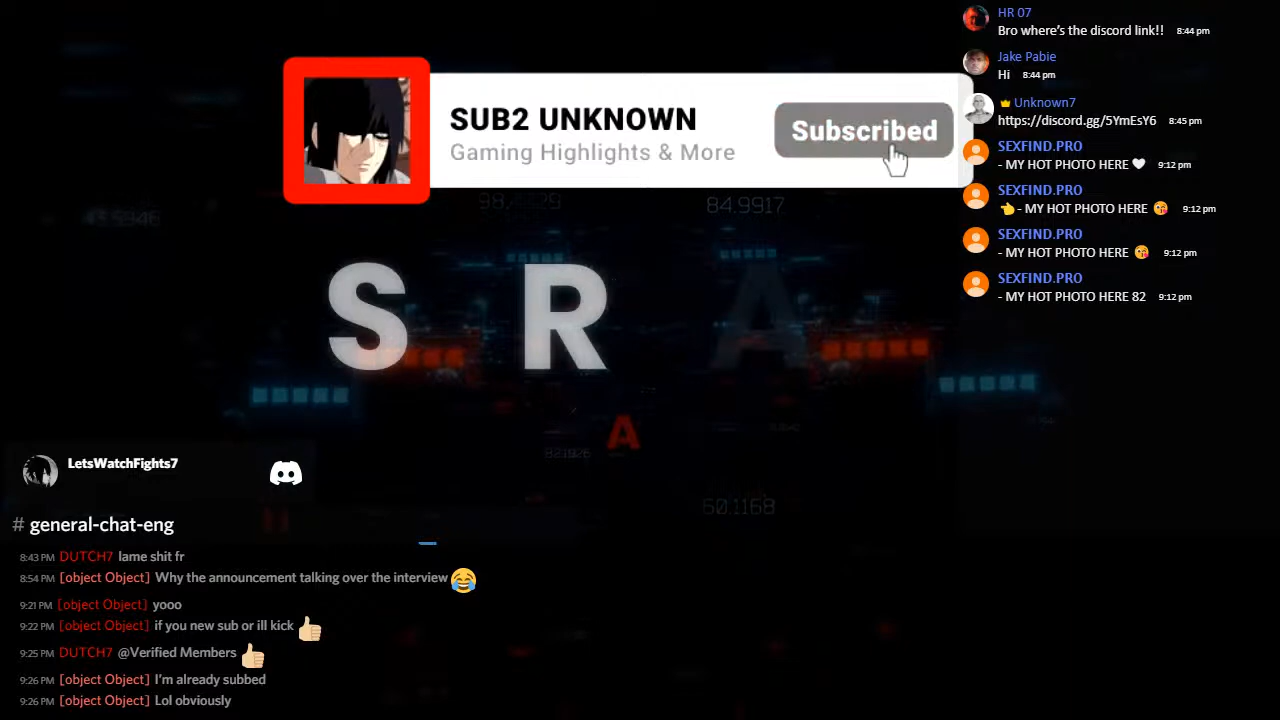 HR 07
Bro where's the discord link!! 8:44 pm
Jake Pabie
Hi 8:44 pm
Unknown7
https://discord.gg/5YmEsY6 8:45 pm
SEXFIND.PRO
- MY HOT PHOTO HERE 🤍 9:12 pm
SEXFIND.PRO
👈- MY HOT PHOTO HERE 😘 9:12 pm
SEXFIND.PRO
- MY HOT PHOTO HERE 😘 9:12 pm
SEXFIND.PRO
- MY HOT PHOTO HERE 82 9:12 pm
SUB2 UNKNOWN
Gaming Highlights & More
Subscribed
84.9917
S R A
A
60.1168
LetsWatchFights7
# general-chat-eng
8:43 PM DUTCH7 lame shit fr
8:54 PM [object Object] Why the announcement talking over the interview 😂
9:21 PM [object Object] yooo
9:22 PM [object Object] if you new sub or ill kick 👍🏻
9:25 PM DUTCH7 @Verified Members 👍🏻
9:26 PM [object Object] I'm already subbed
9:26 PM [object Object] Lol obviously